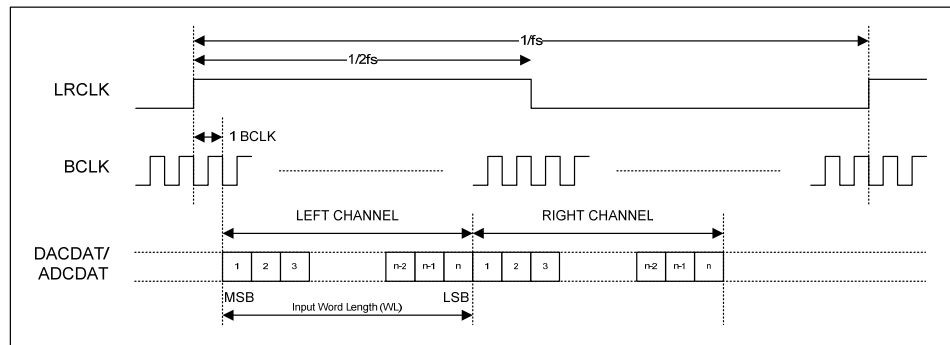 1/fs
1/2fs
LRCLK
1 BCLK
BCLK
LEFT CHANNEL
RIGHT CHANNEL
DACDAT/
ADCDAT
1 2 3 n-2 n-1 n 1 2 3 n-2 n-1 n
MSB LSB
Input Word Length (WL)